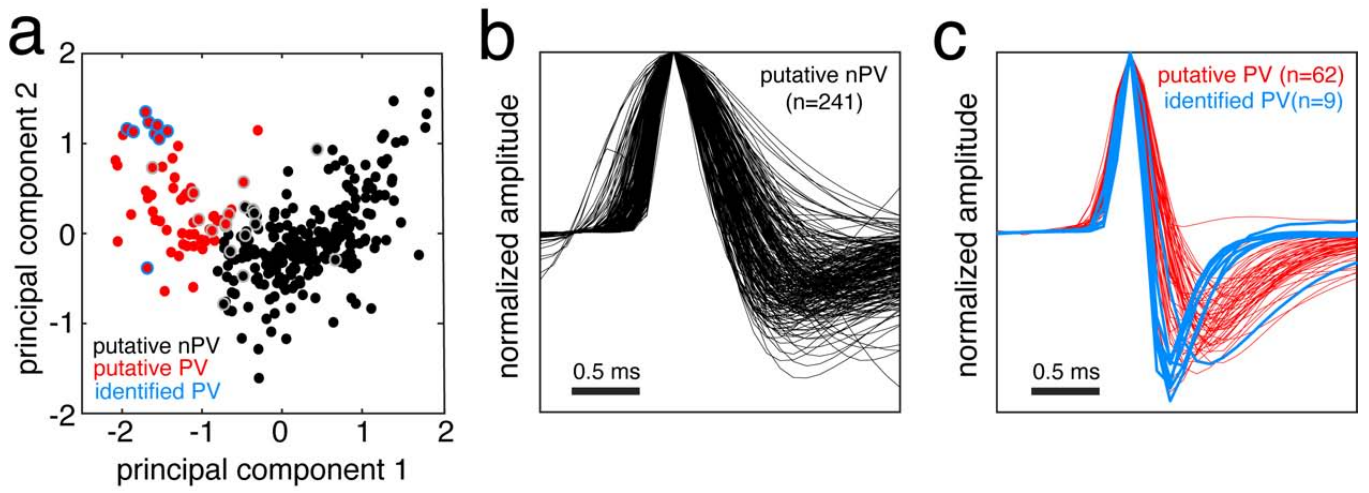 a
2
1
0
-1
-2
principal component 2
putative nPV
putative PV
identified PV
-2
-1
0
1
2
principal component 1
b
normalized amplitude
putative nPV
(n=241)
0.5 ms
c
normalized amplitude
putative PV (n=62)
identified PV(n=9)
0.5 ms